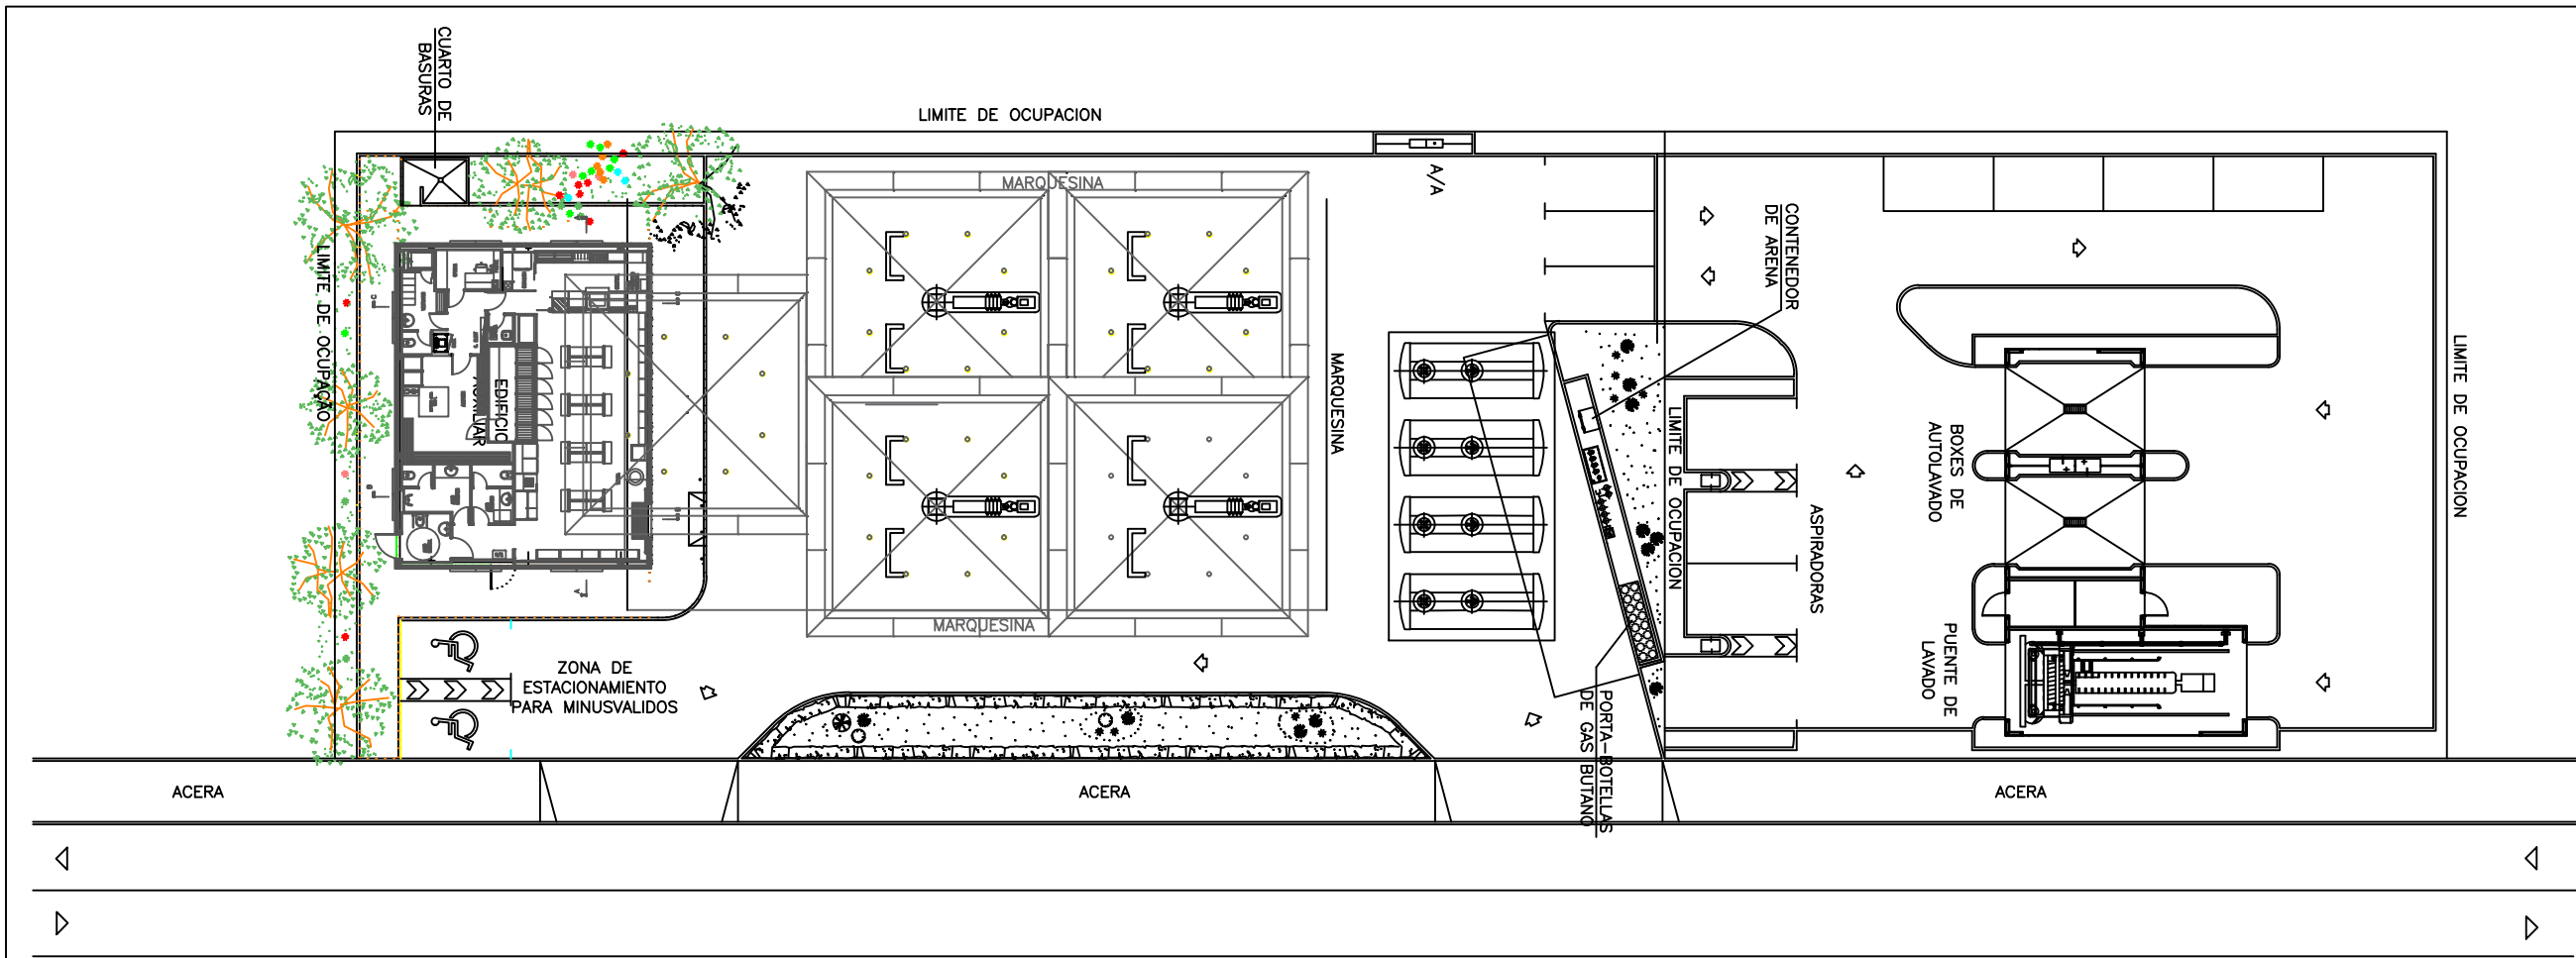 CUARTO DE
BASURAS
LIMITE DE OCUPACION
LIMITE DE OCUPAÇÃO
MARQUESINA
A/A
CONTENEDOR
DE ARENA
EDIFICIO
AUXILIAR
MARQUESINA
LIMITE DE OCUPACION
LIMITE DE OCUPACION
BOXES DE
AUTOLAVADO
ASPIRADORAS
MARQUESINA
PUENTE DE
LAVADO
ZONA DE
ESTACIONAMIENTO
PARA MINUSVALIDOS
PORTA-BOTELLAS
DE GAS BUTANO
ACERA
ACERA
ACERA